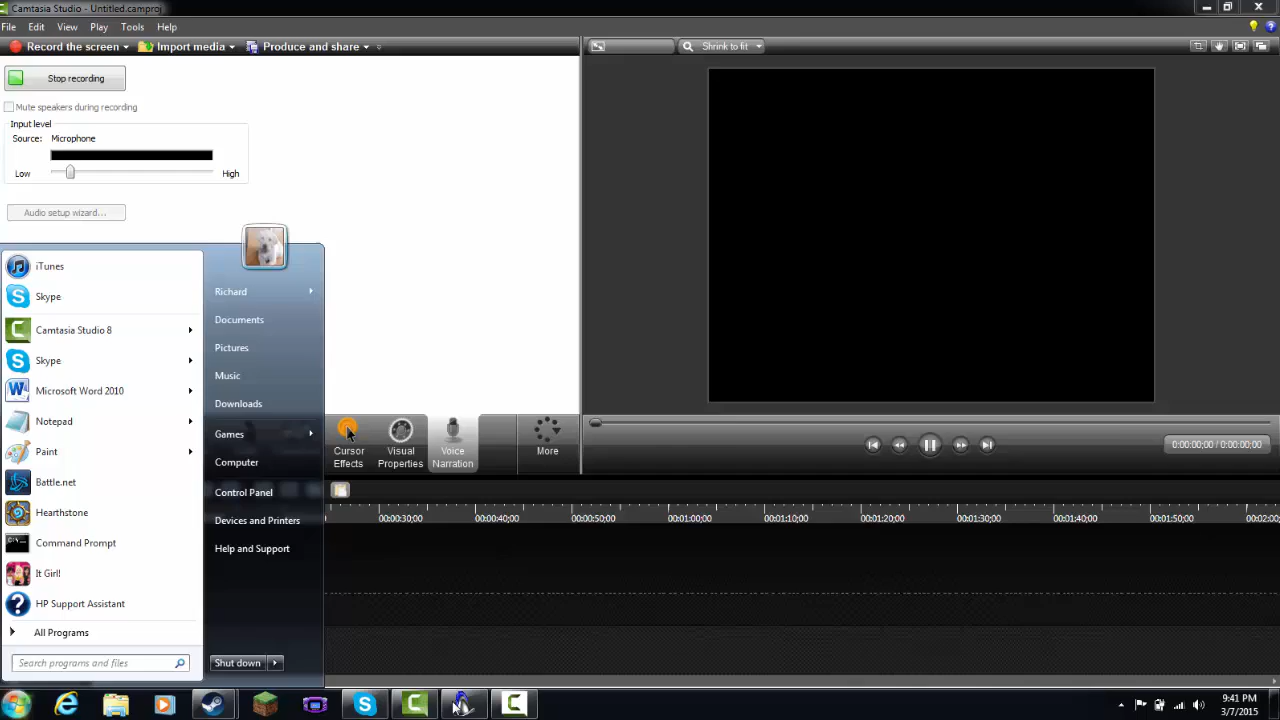 Camtasia Studio - Untitled.camproj
File Edit View Play Tools Help
Record the screen Import media Produce and share
Shrink to fit
Stop recording
Mute speakers during recording
Input level
Source: Microphone
Low High
Audio setup wizard...
iTunes
Skype
Camtasia Studio 8
Skype
Microsoft Word 2010
Notepad
Paint
Battle.net
Hearthstone
Command Prompt
It Girl!
HP Support Assistant
All Programs
Search programs and files
Richard
Documents
Pictures
Music
Downloads
Games
Computer
Control Panel
Devices and Printers
Help and Support
Shut down
Cursor Effects
Visual Properties
Voice Narration
More
0:00:00;00 / 0:00:00;00
00:00:30;00 00:00:40;00 00:00:50;00 00:01:00;00 00:01:10;00 00:01:20;00 00:01:30;00 00:01:40;00 00:01:50;00 00:02:00;
9:41 PM
3/7/2015